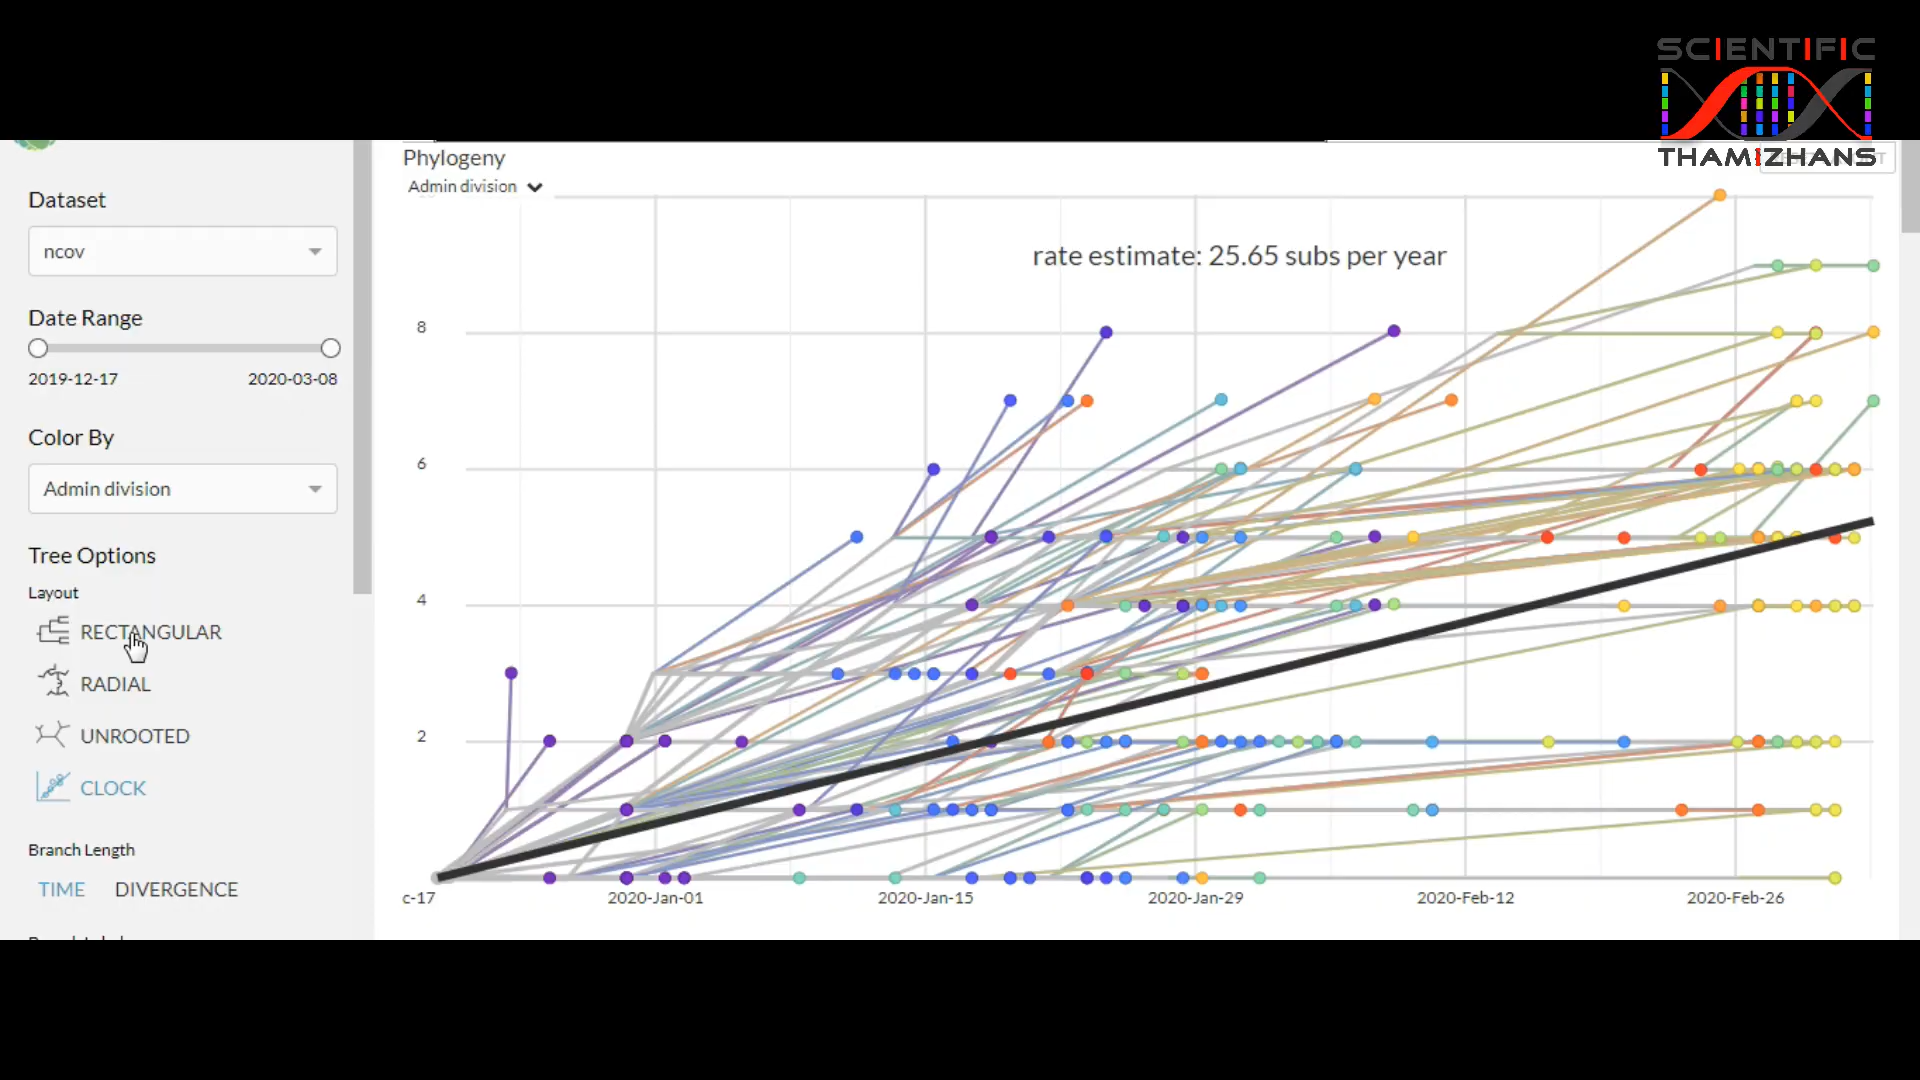 SCIENTIFIC
THAMIZHANS
Dataset
ncov
Date Range
2019-12-17
2020-03-08
Color By
Admin division
Tree Options
Layout
RECTANGULAR
RADIAL
UNROOTED
CLOCK
Branch Length
TIME
DIVERGENCE
Phylogeny
Admin division
rate estimate: 25.65 subs per year
8
6
4
2
c-17
2020-Jan-01
2020-Jan-15
2020-Jan-29
2020-Feb-12
2020-Feb-26